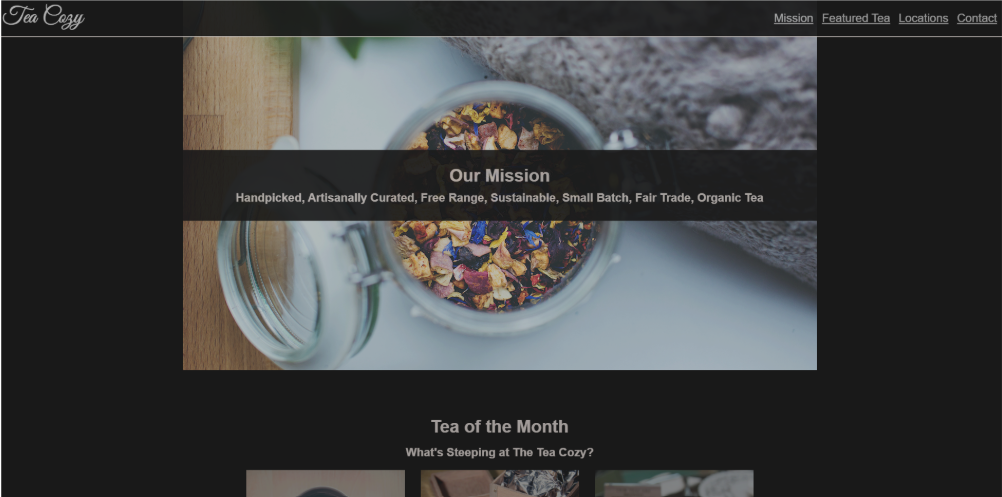 Tea Cozy
Mission Featured Tea Locations Contact
Our Mission
Handpicked, Artisanally Curated, Free Range, Sustainable, Small Batch, Fair Trade, Organic Tea
Tea of the Month
What's Steeping at The Tea Cozy?